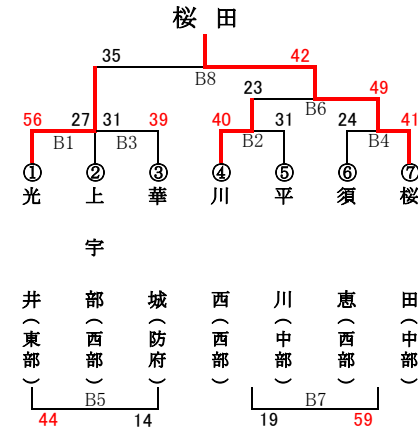 桜田
35 42
B8
23 49
B6
56 27 31 39 40 31 24 41
B1 B3 B2 B4
① ② ③ ④ ⑤ ⑥ ⑦
光井(東部)
上宇部(西部)
華城(防府)
川西(西部)
平川(中部)
須恵(西部)
桜田(中部)
B5 B7
44 14 19 59